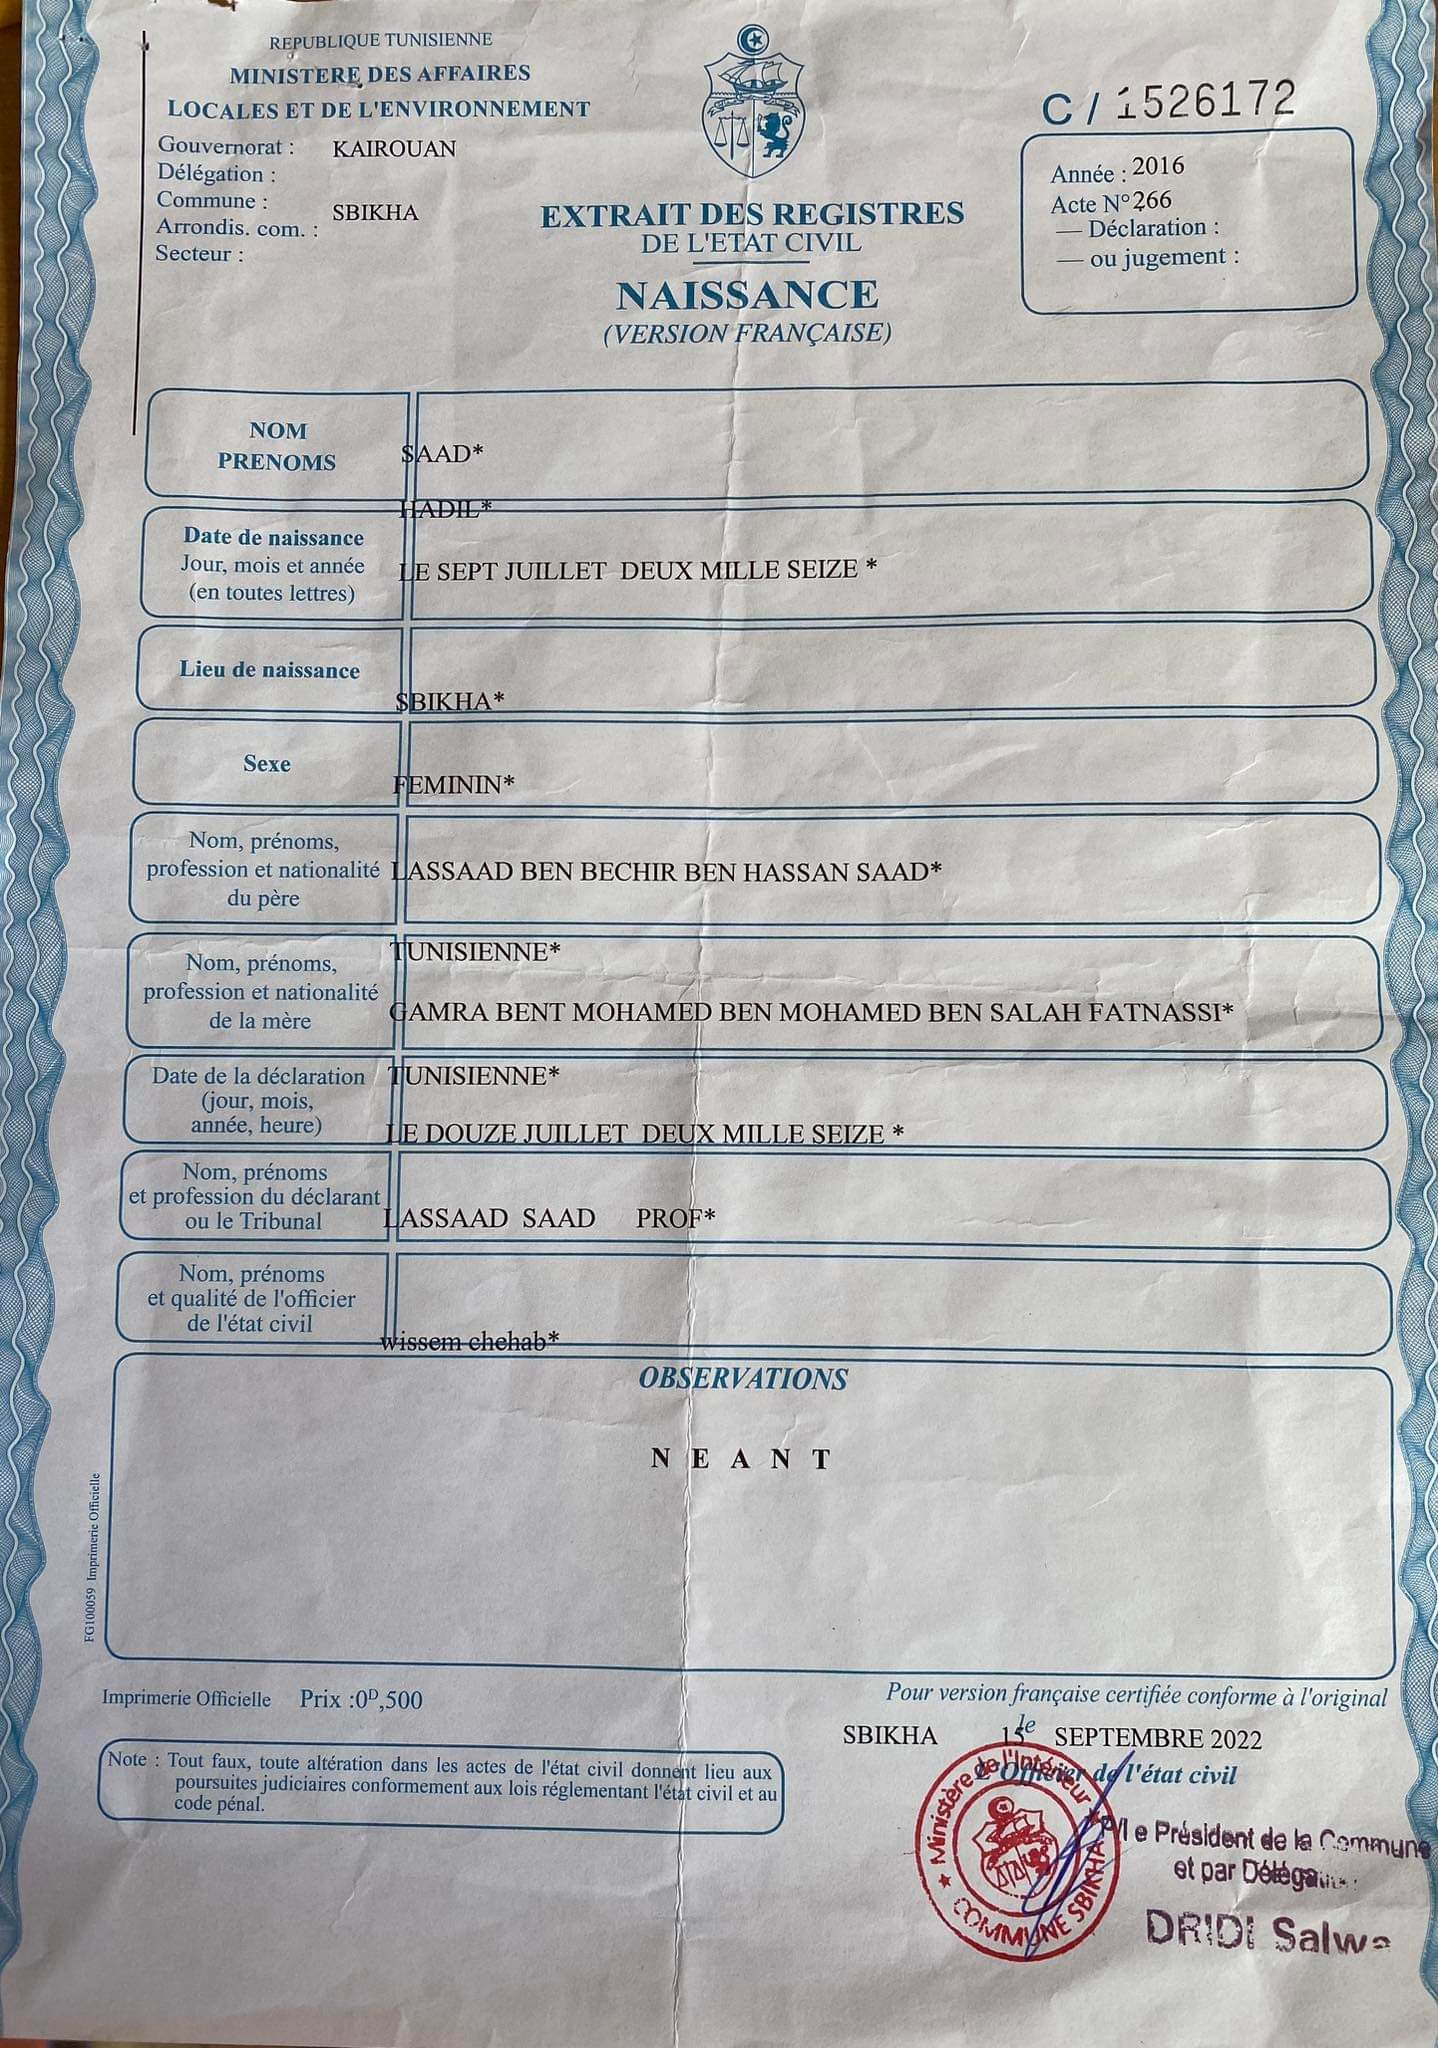 REPUBLIQUE TUNISIENNE
MINISTERE DES AFFAIRES
LOCALES ET DE L'ENVIRONNEMENT
Gouvernorat : KAIROUAN
Délégation :
Commune : SBIKHA
Arrondis. com. :
Secteur :
C / 1526172
Année : 2016
Acte N° 266
— Déclaration :
— ou jugement :
EXTRAIT DES REGISTRES
DE L'ETAT CIVIL
NAISSANCE
(VERSION FRANÇAISE)
NOM
PRENOMS
SAAD*
HADIL*
Date de naissance
Jour, mois et année
(en toutes lettres)
LE SEPT JUILLET DEUX MILLE SEIZE *
Lieu de naissance
SBIKHA*
Sexe
FEMININ*
Nom, prénoms,
profession et nationalité
du père
LASSAAD BEN BECHIR BEN HASSAN SAAD*
TUNISIENNE*
Nom, prénoms,
profession et nationalité
de la mère
GAMRA BENT MOHAMED BEN MOHAMED BEN SALAH FATNASSI*
TUNISIENNE*
Date de la déclaration
(jour, mois,
année, heure)
LE DOUZE JUILLET DEUX MILLE SEIZE *
Nom, prénoms
et profession du déclarant
ou le Tribunal
LASSAAD SAAD PROF*
Nom, prénoms
et qualité de l'officier
de l'état civil
wissem chehab*
OBSERVATIONS
N E A N T
FG100059 Imprimerie Officielle
Imprimerie Officielle Prix :0D,500
Pour version française certifiée conforme à l'original
le
SBIKHA 15 SEPTEMBRE 2022
L'Officier de l'état civil
Note : Tout faux, toute altération dans les actes de l'état civil donnent lieu aux
poursuites judiciaires conformement aux lois réglementant l'état civil et au
code pénal.
Ministère de l'Intérieur
COMMUNE SBIKHA
P/l e Président de la Commune
et par
DRIDI Salwa